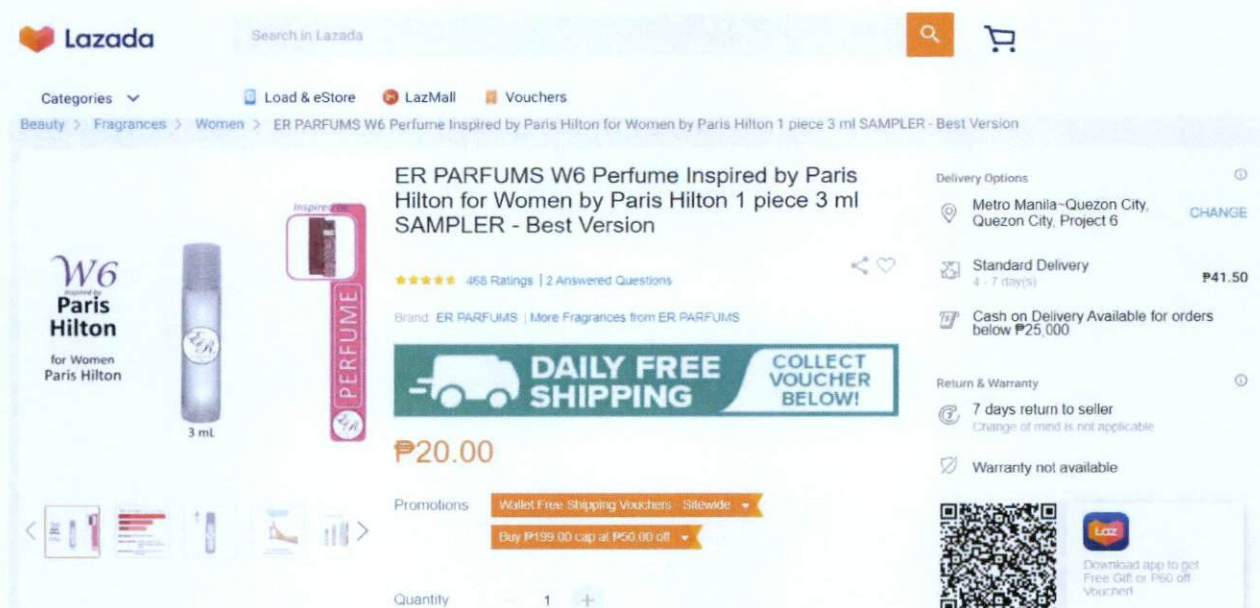 Lazada
Search in Lazada
Categories
Load & eStore
LazMall
Vouchers
Beauty > Fragrances > Women > ER PARFUMS W6 Perfume Inspired by Paris Hilton for Women by Paris Hilton 1 piece 3 ml SAMPLER - Best Version
W6
Inspired by
Paris
Hilton
for Women
Paris Hilton
3 mL
Inspired by
PERFUME
ER
ER PARFUMS W6 Perfume Inspired by Paris
Hilton for Women by Paris Hilton 1 piece 3 ml
SAMPLER - Best Version
468 Ratings | 2 Answered Questions
Brand: ER PARFUMS | More Fragrances from ER PARFUMS
DAILY FREE
SHIPPING
COLLECT
VOUCHER
BELOW!
₱20.00
Promotions
Wallet Free Shipping Vouchers - Sitewide
Buy ₱199.00 cap at ₱50.00 off
Quantity
1 +
Delivery Options
Metro Manila~Quezon City,
Quezon City, Project 6
CHANGE
Standard Delivery
4 - 7 day(s)
₱41.50
Cash on Delivery Available for orders
below ₱25,000
Return & Warranty
7 days return to seller
Change of mind is not applicable
Warranty not available
Laz
Download app to get
Free Gift or ₱60 off
Voucher!